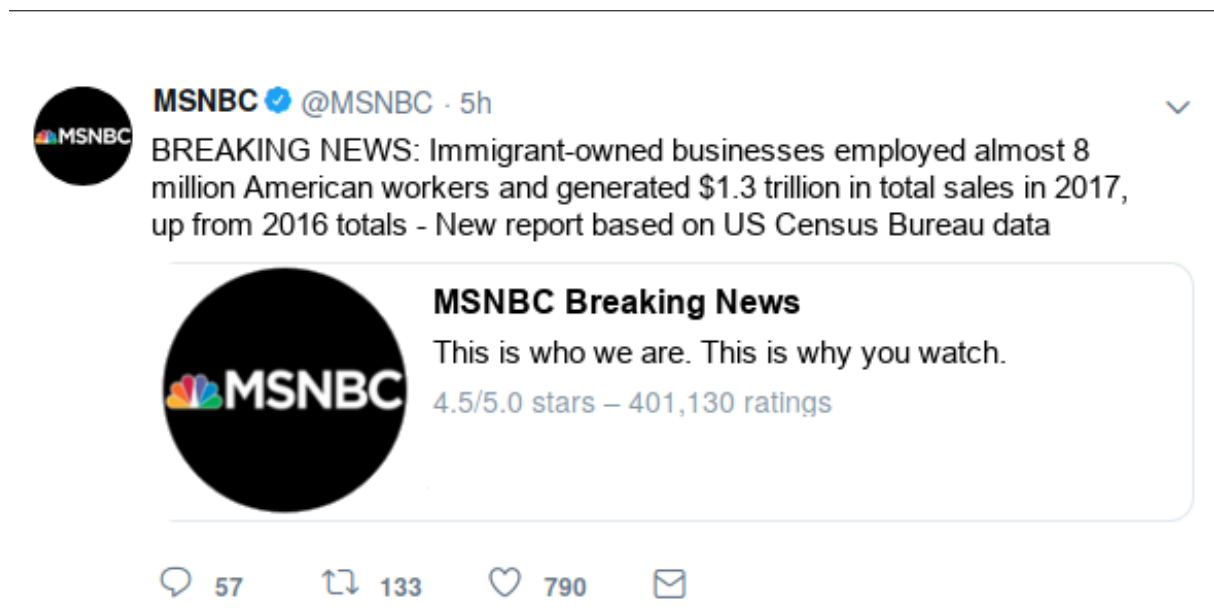 MSNBC @MSNBC · 5h
MSNBC
BREAKING NEWS: Immigrant-owned businesses employed almost 8
million American workers and generated $1.3 trillion in total sales in 2017,
up from 2016 totals - New report based on US Census Bureau data
MSNBC Breaking News
This is who we are. This is why you watch.
MSNBC
4.5/5.0 stars – 401,130 ratings
57 133 790